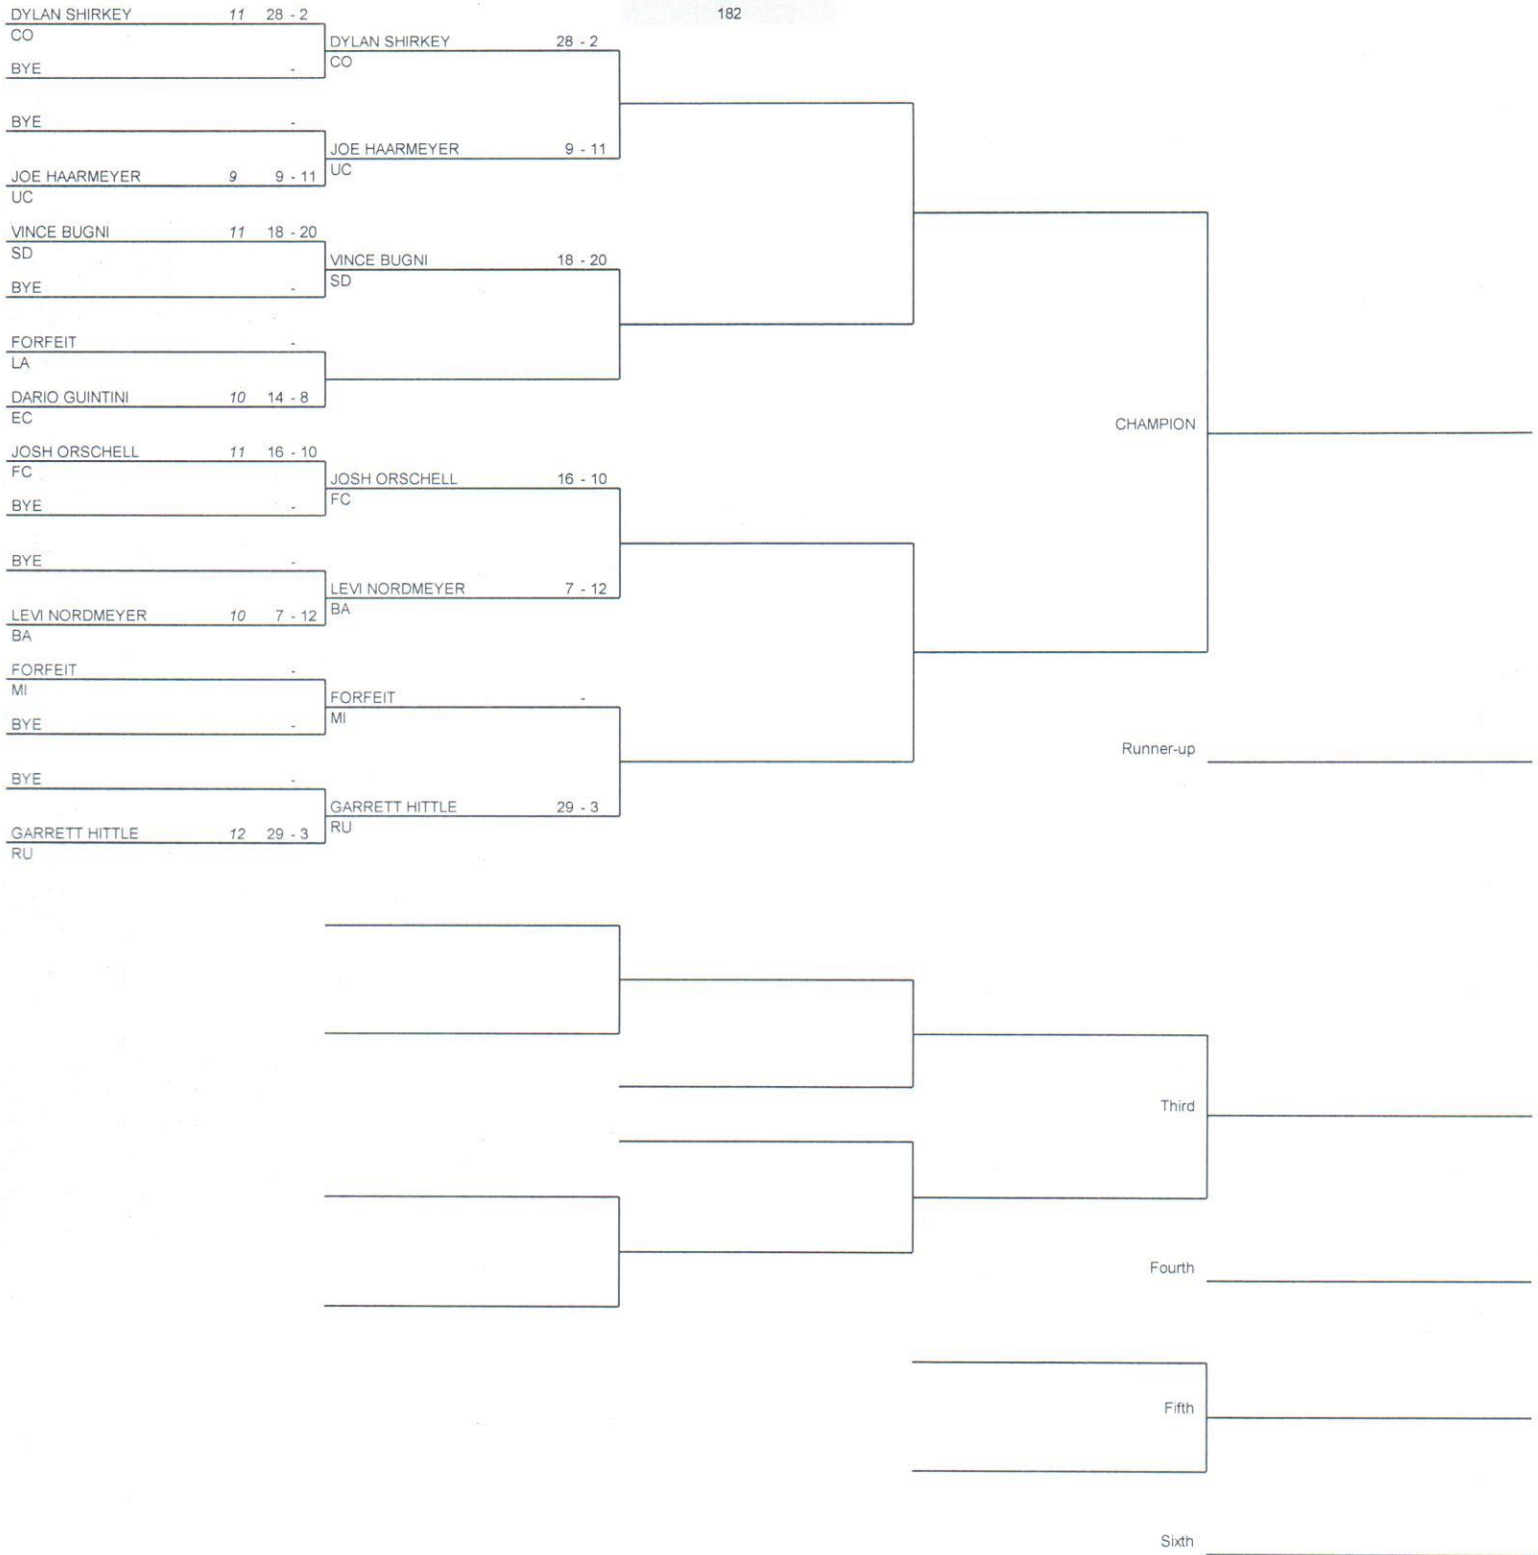 182
DYLAN SHIRKEY 11 28 - 2
CO
BYE -
BYE -
JOE HAARMEYER 9 9 - 11
UC
VINCE BUGNI 11 18 - 20
SD
BYE -
FORFEIT -
LA
DARIO GUINTINI 10 14 - 8
EC
JOSH ORSCHELL 11 16 - 10
FC
BYE -
BYE -
LEVI NORDMEYER 10 7 - 12
BA
FORFEIT -
MI
BYE -
BYE -
GARRETT HITTLE 12 29 - 3
RU
DYLAN SHIRKEY 28 - 2
CO
JOE HAARMEYER 9 - 11
UC
VINCE BUGNI 18 - 20
SD
JOSH ORSCHELL 16 - 10
FC
LEVI NORDMEYER 7 - 12
BA
FORFEIT -
MI
GARRETT HITTLE 29 - 3
RU
CHAMPION
Runner-up
Third
Fourth
Fifth
Sixth